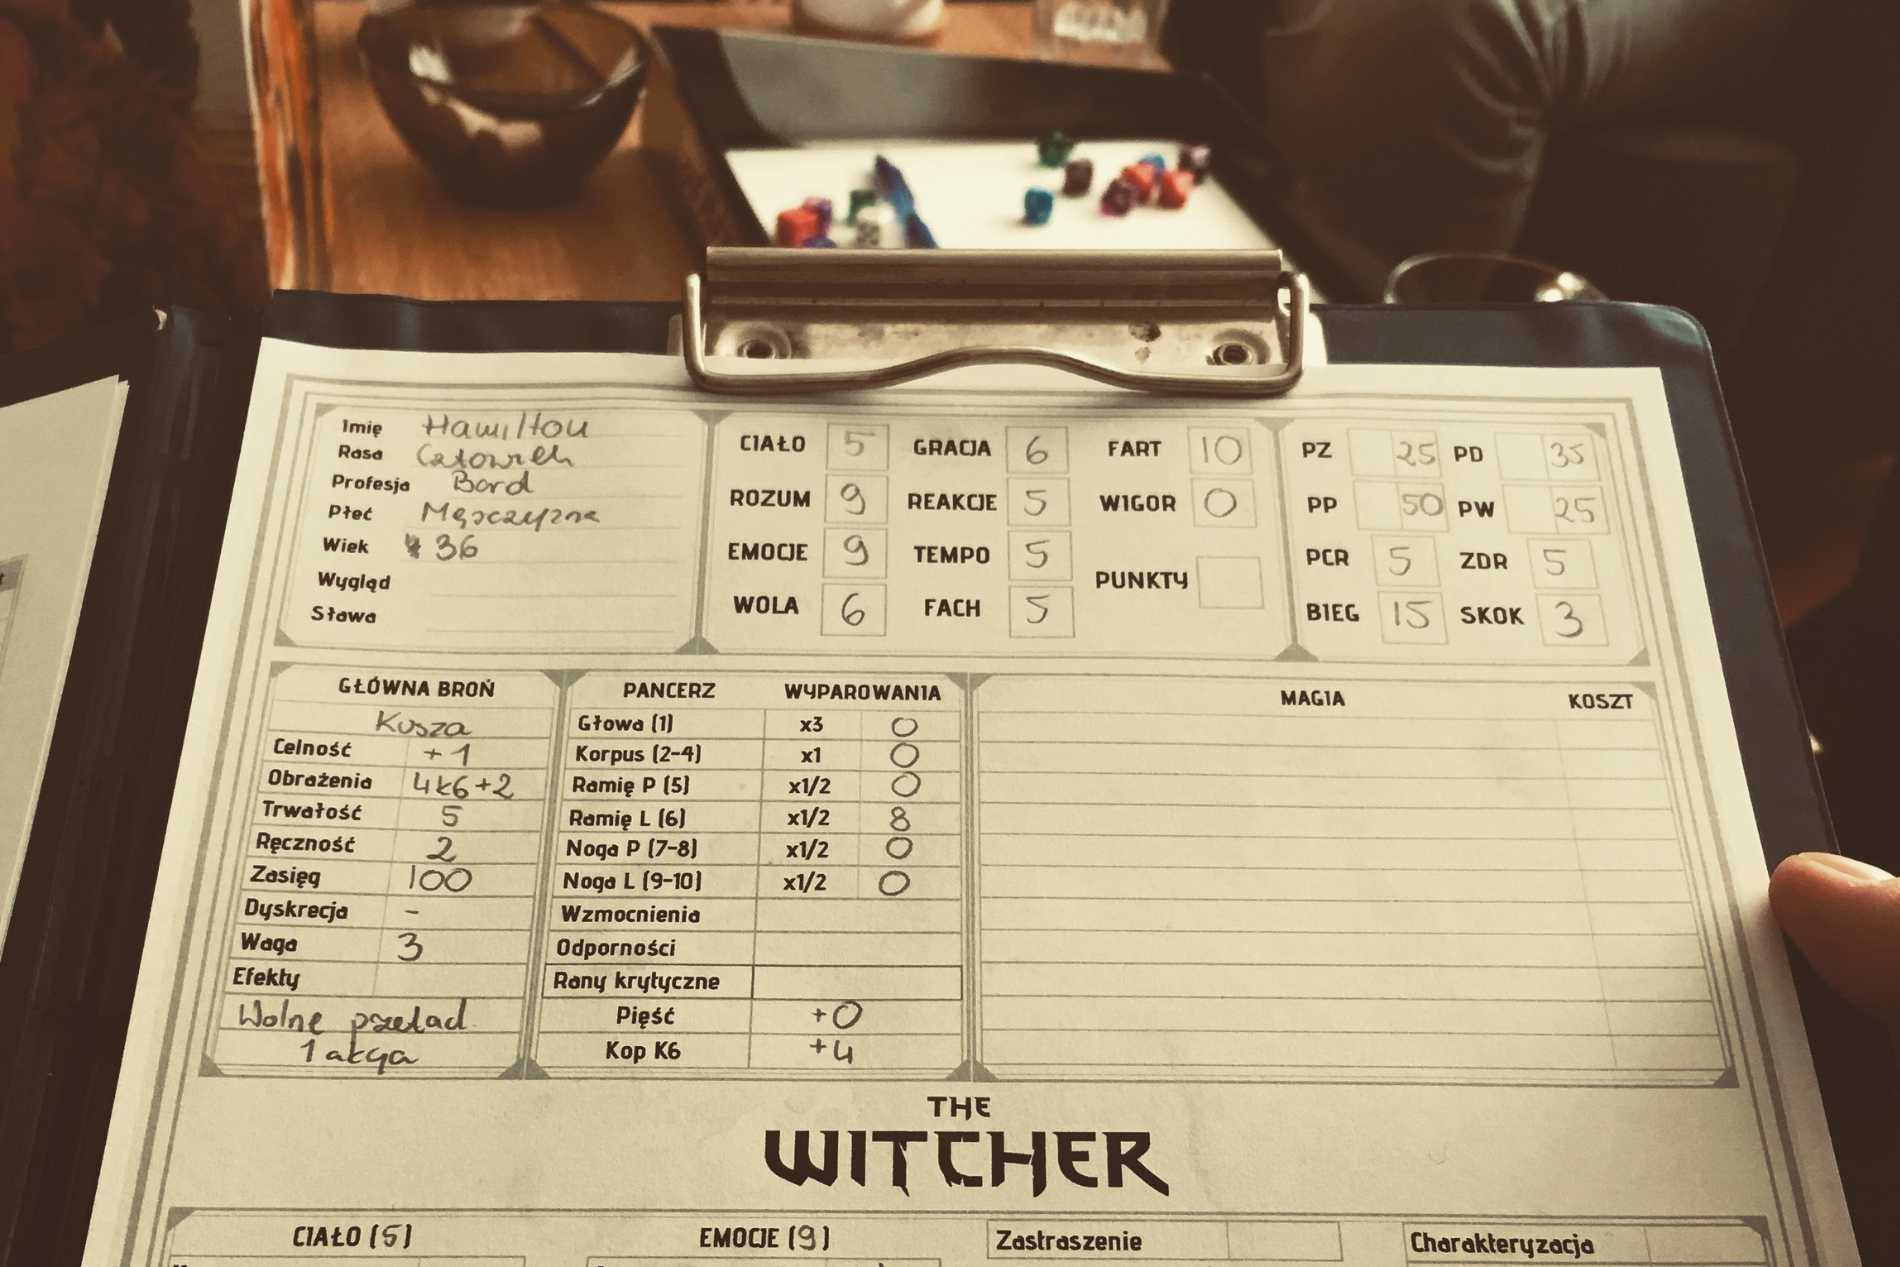 Imię Hamilton
Rasa Człowiek
Profesja Bard
Płeć Mężczyzna
Wiek 36
Wygląd
Sława
CIAŁO 5 GRACJA 6 FART 10
ROZUM 9 REAKCJE 5 WIGOR 0
EMOCJE 9 TEMPO 5 PUNKTY
WOLA 6 FACH 5
PZ 25 PD 35
PP 50 PW 25
PCR 5 ZDR 5
BIEG 15 SKOK 3
GŁÓWNA BROŃ
Kusza
Celność +1
Obrażenia 4k6+2
Trwałość 5
Ręczność 2
Zasięg 100
Dyskrecja -
Waga 3
Efekty
Wolne przeład.
1 akcja
PANCERZ WYPAROWANIA
Głowa (1) x3 0
Korpus (2-4) x1 0
Ramię P (5) x1/2 0
Ramię L (6) x1/2 8
Noga P (7-8) x1/2 0
Noga L (9-10) x1/2 0
Wzmocnienia
Odporności
Rany krytyczne
Pięść +0
Kop K6 +4
MAGIA KOSZT
THE
WITCHER
CIAŁO (5) EMOCJE (9) Zastraszenie Charakteryzacja